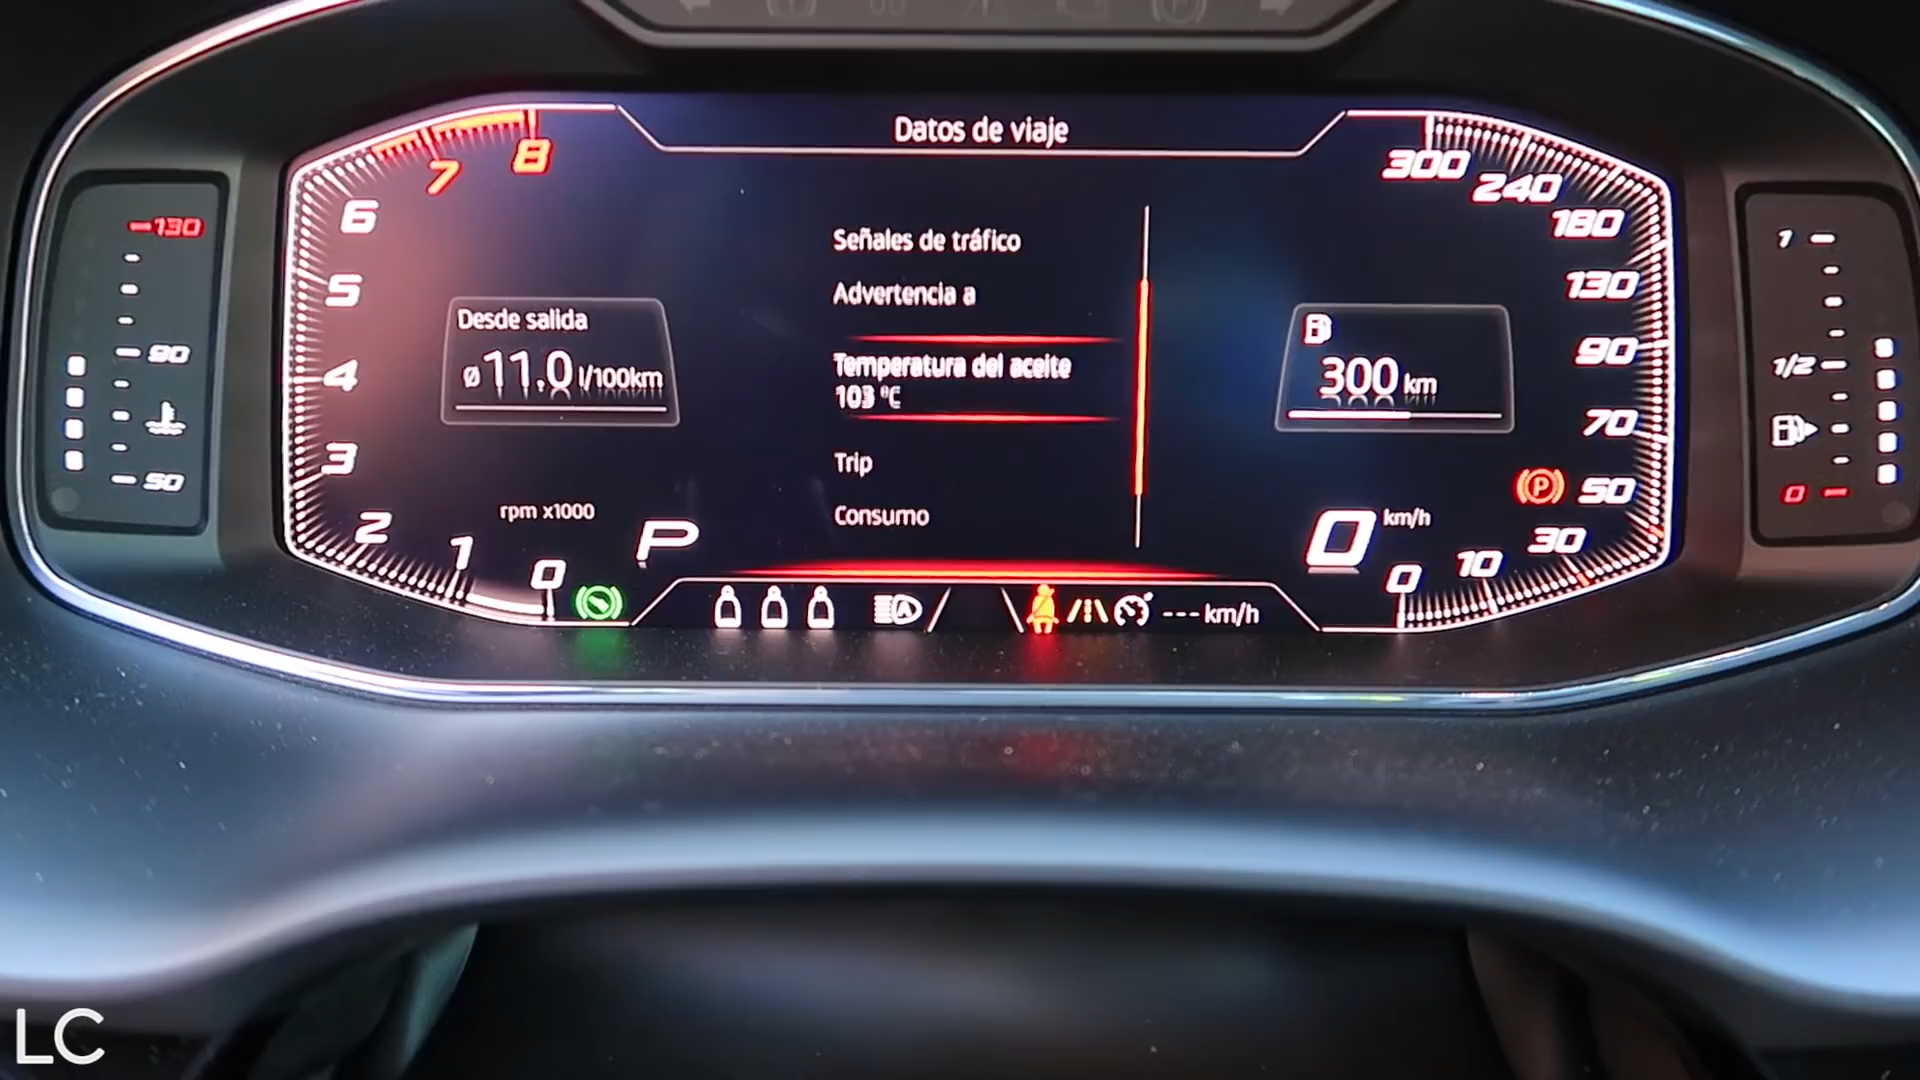 Datos de viaje
8
7
6
5
4
3
2
1
0
rpm x1000
130
90
50
Desde salida
ø 11.0 l/100km
Señales de tráfico
Advertencia a
Temperatura del aceite
103 °C
Trip
Consumo
P
300
240
180
130
90
70
50
30
10
0
300 km
0 km/h
P
A
--- km/h
1
1/2
0
LC